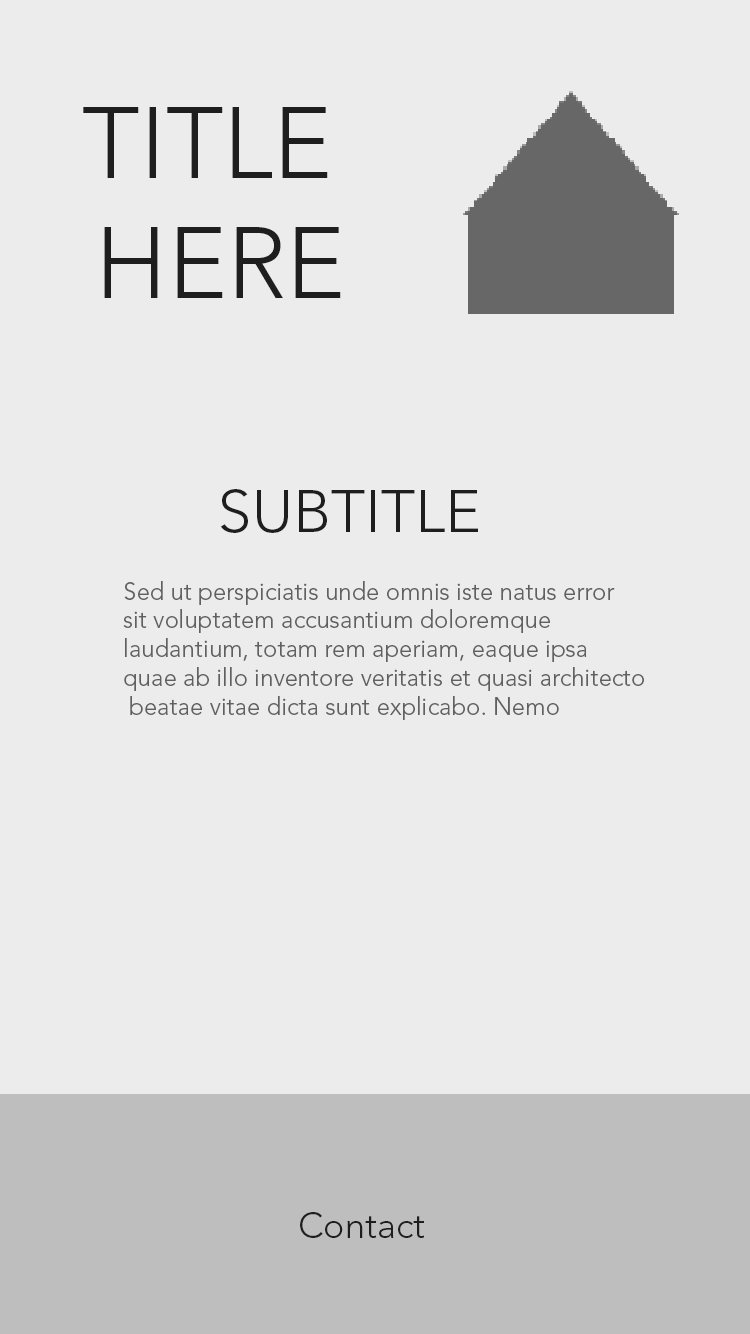 TITLE
HERE
SUBTITLE
Sed ut perspiciatis unde omnis iste natus error
sit voluptatem accusantium doloremque
laudantium, totam rem aperiam, eaque ipsa
quae ab illo inventore veritatis et quasi architecto
beatae vitae dicta sunt explicabo. Nemo
Contact